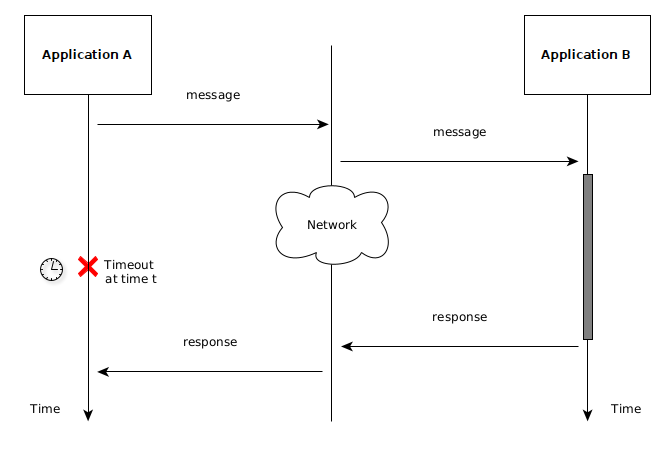 Application A
Application B
message
message
Network
Timeout
at time t
response
response
Time
Time